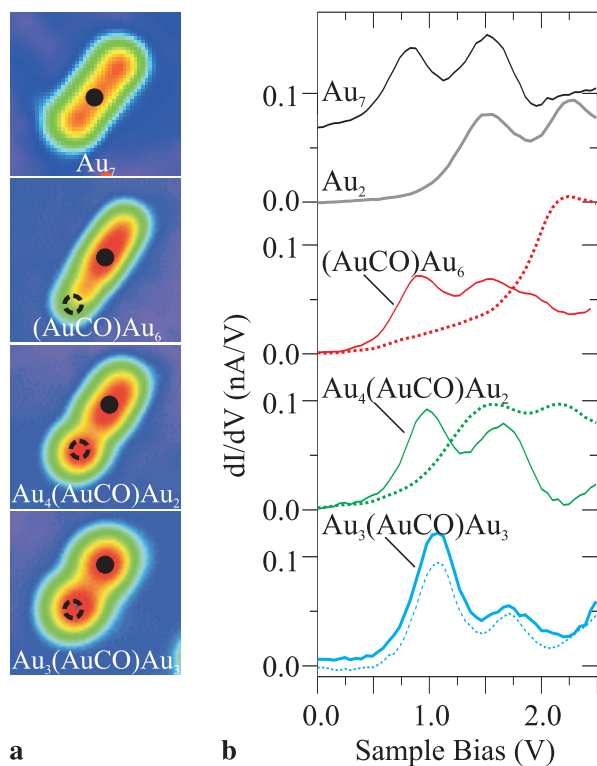 Au₇
(AuCO)Au₆
Au₄(AuCO)Au₂
Au₃(AuCO)Au₃
a
dI/dV (nA/V)
0.1
Au₇
Au₂
0.0
0.1
(AuCO)Au₆
0.0
Au₄(AuCO)Au₂
0.1
0.0
Au₃(AuCO)Au₃
0.1
0.0
0.0 1.0 2.0
b Sample Bias (V)